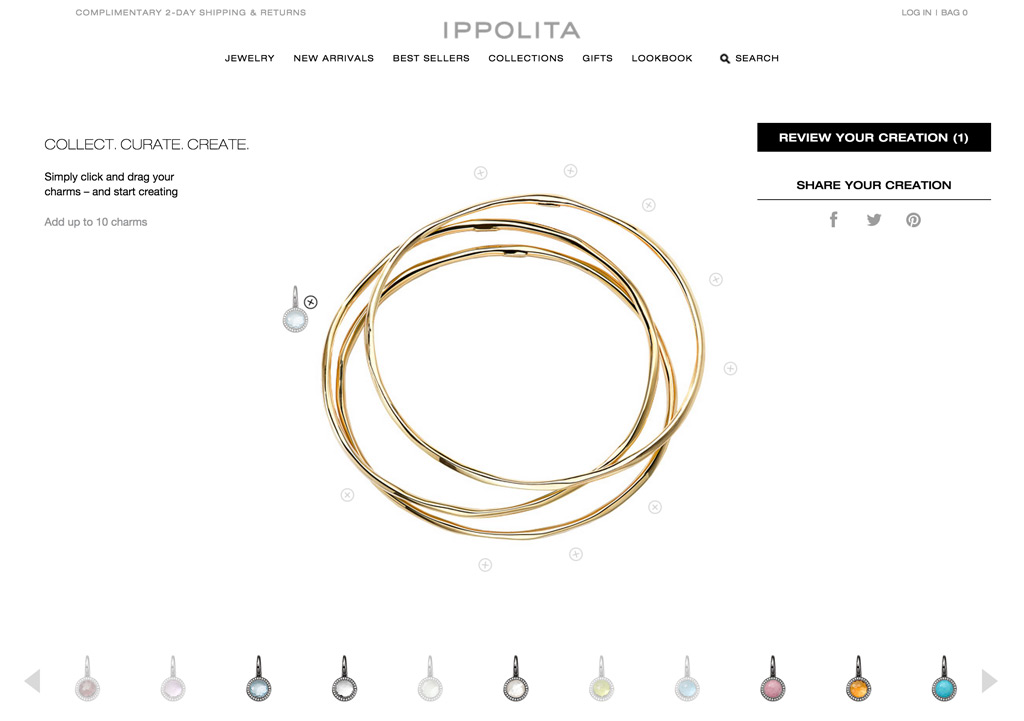 COMPLIMENTARY 2-DAY SHIPPING & RETURNS
LOG IN | BAG 0
IPPOLITA
JEWELRY NEW ARRIVALS BEST SELLERS COLLECTIONS GIFTS LOOKBOOK SEARCH
COLLECT. CURATE. CREATE.
Simply click and drag your
charms – and start creating
Add up to 10 charms
REVIEW YOUR CREATION (1)
SHARE YOUR CREATION